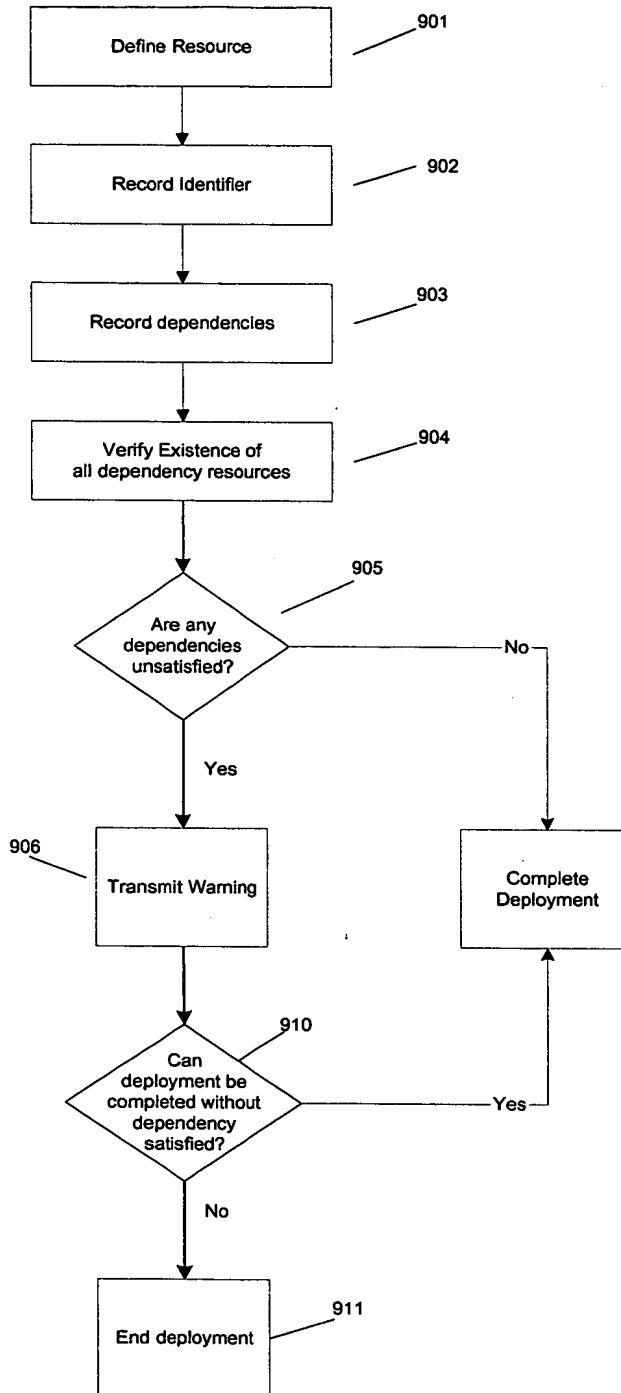 Define Resource
901
Record Identifier
902
Record dependencies
903
Verify Existence of
all dependency resources
904
905
Are any
dependencies
unsatisfied?
No
Yes
906
Transmit Warning
Complete
Deployment
910
Can
deployment be
completed without
dependency
satisfied?
Yes
No
End deployment
911